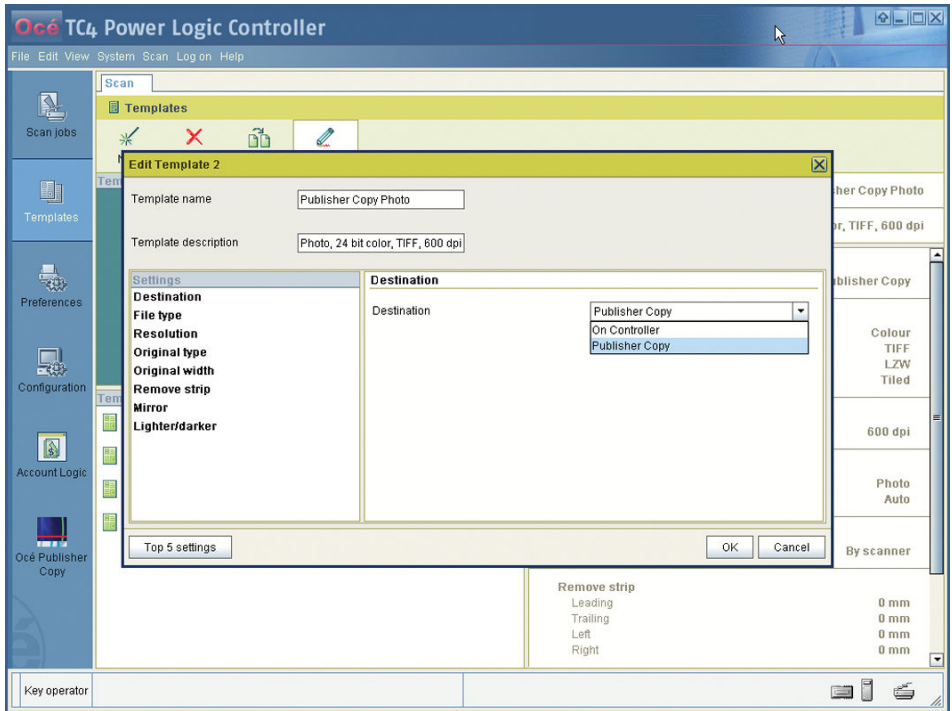 Océ TC4 Power Logic Controller
File Edit View System Scan Log on Help
Scan jobs
Templates
Preferences
Configuration
Account Logic
Océ Publisher Copy
Scan
Templates
Edit Template 2
Template name
Publisher Copy Photo
Template description
Photo, 24 bit color, TIFF, 600 dpi
Settings
Destination
File type
Resolution
Original type
Original width
Remove strip
Mirror
Lighter/darker
Destination
Destination
Publisher Copy
On Controller
Publisher Copy
Top 5 settings
OK
Cancel
Copy Photo
TIFF, 600 dpi
Copy
Colour
TIFF
LZW
Tiled
600 dpi
Photo
Auto
By scanner
Remove strip
Leading 0 mm
Trailing 0 mm
Left 0 mm
Right 0 mm
Key operator